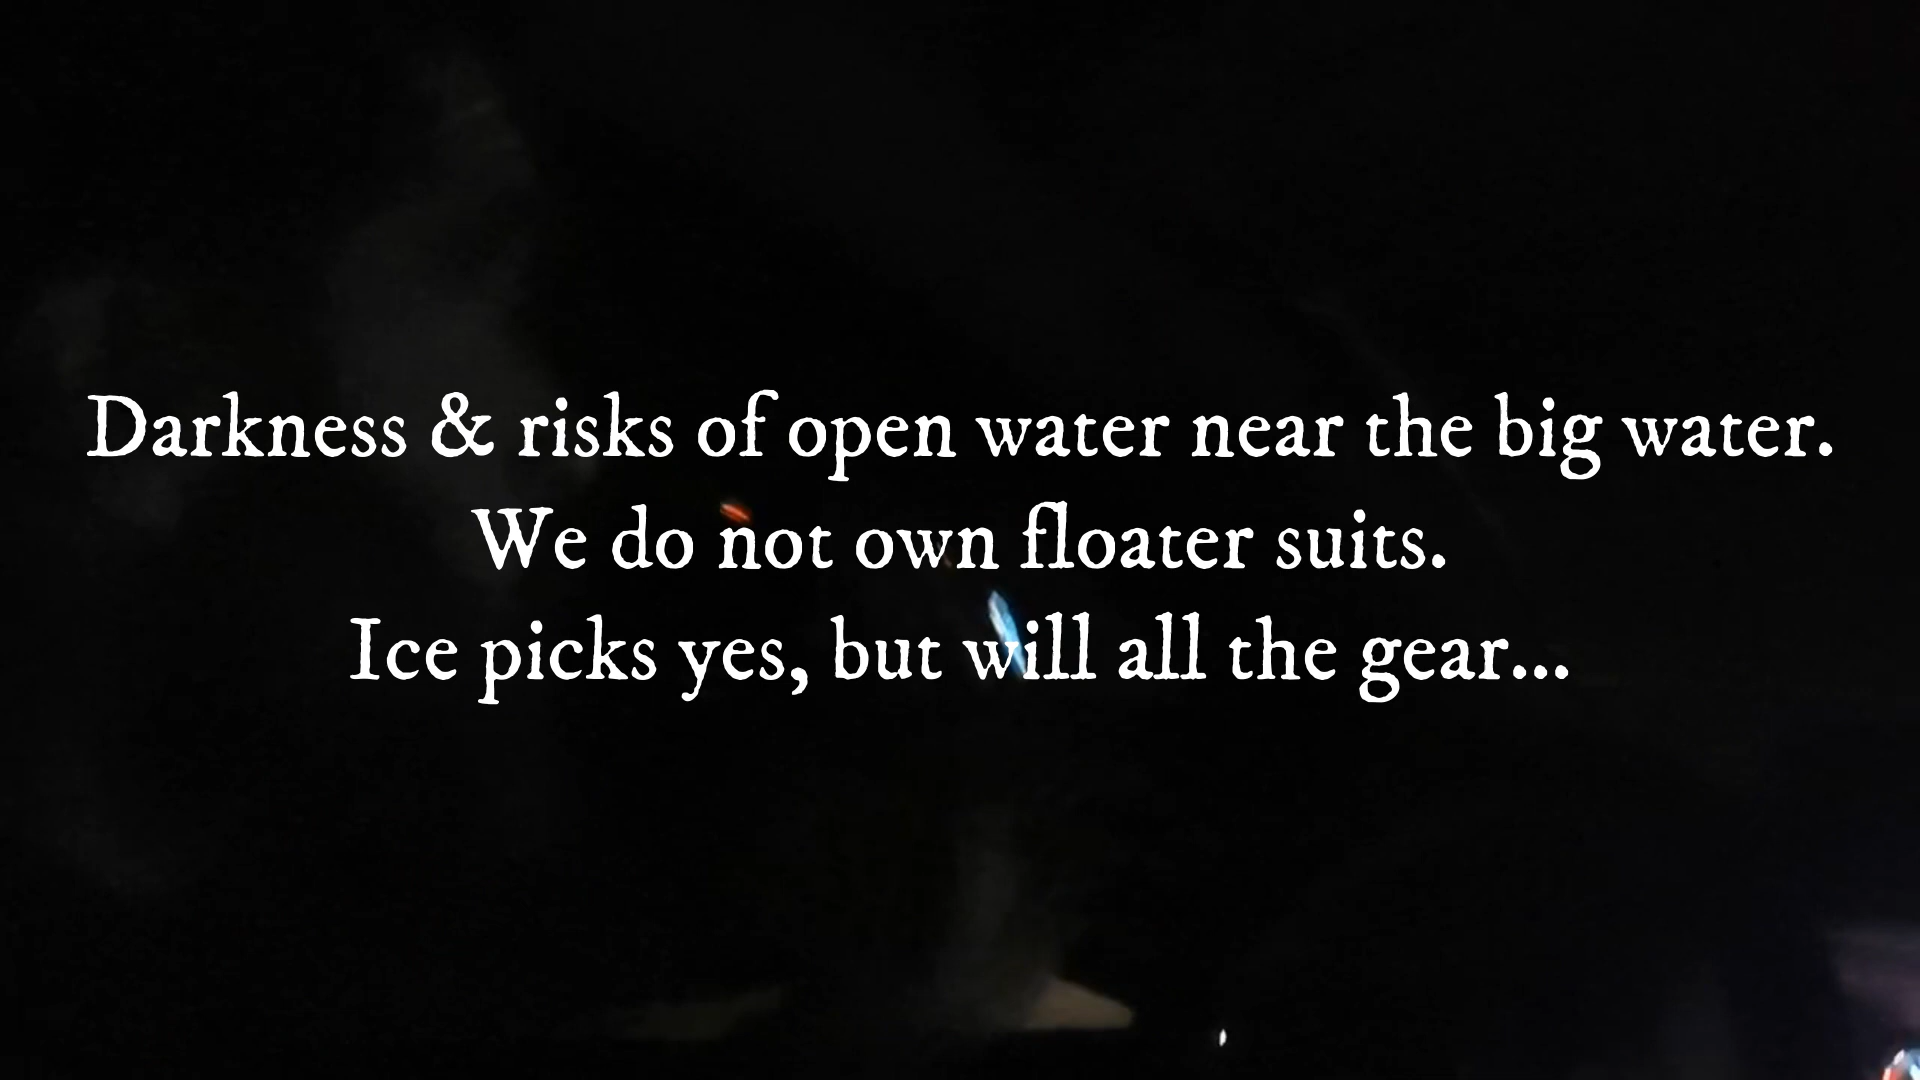 Darkness & risks of open water near the big water.
We do not own floater suits.
Ice picks yes, but will all the gear...